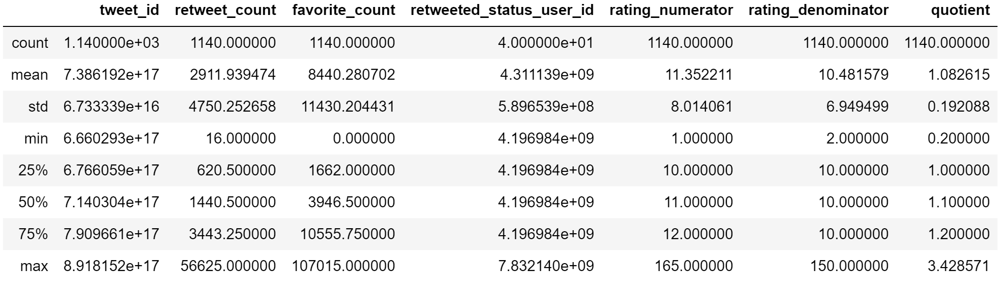 tweet_id retweet_count favorite_count retweeted_status_user_id rating_numerator rating_denominator quotient
count 1.140000e+03 1140.000000 1140.000000 4.000000e+01 1140.000000 1140.000000 1140.000000
mean 7.386192e+17 2911.939474 8440.280702 4.311139e+09 11.352211 10.481579 1.082615
std 6.733339e+16 4750.252658 11430.204431 5.896539e+08 8.014061 6.949499 0.192088
min 6.660293e+17 16.000000 0.000000 4.196984e+09 1.000000 2.000000 0.200000
25% 6.766059e+17 620.500000 1662.000000 4.196984e+09 10.000000 10.000000 1.000000
50% 7.140304e+17 1440.500000 3946.500000 4.196984e+09 11.000000 10.000000 1.100000
75% 7.909661e+17 3443.250000 10555.750000 4.196984e+09 12.000000 10.000000 1.200000
max 8.918152e+17 56625.000000 107015.000000 7.832140e+09 165.000000 150.000000 3.428571